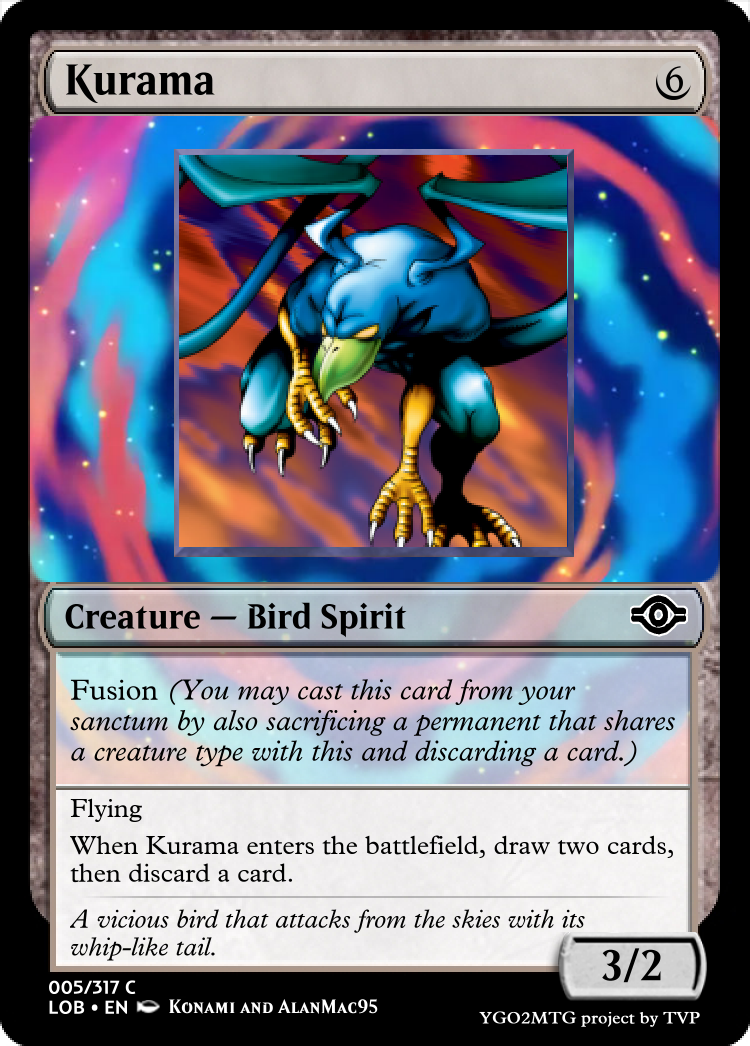 Kurama
6
Creature — Bird Spirit
Fusion (You may cast this card from your
sanctum by also sacrificing a permanent that shares
a creature type with this and discarding a card.)
Flying
When Kurama enters the battlefield, draw two cards,
then discard a card.
A vicious bird that attacks from the skies with its
whip-like tail.
3/2
005/317 C
LOB • EN Konami and AlanMac95
YGO2MTG project by TVP